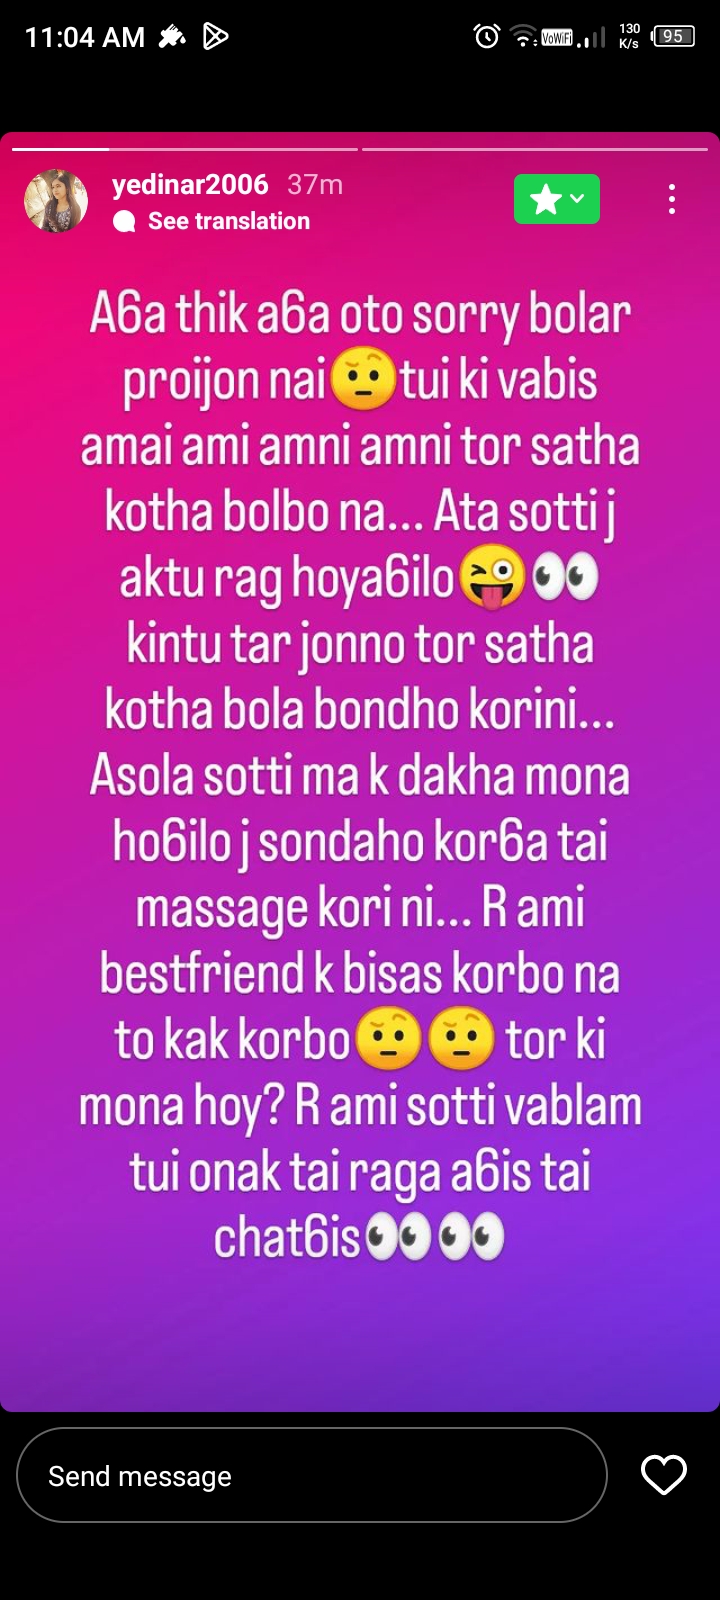 11:04 AM
VoWiFi
130
K/s
95
yedinar2006 37m
See translation
A6a thik a6a oto sorry bolar
proijon nai🤨tui ki vabis
amai ami amni amni tor satha
kotha bolbo na... Ata sotti j
aktu rag hoya6ilo😜👀
kintu tar jonno tor satha
kotha bola bondho korini...
Asola sotti ma k dakha mona
ho6ilo j sondaho kor6a tai
massage kori ni... R ami
bestfriend k bisas korbo na
to kak korbo🤨🤨 tor ki
mona hoy? R ami sotti vablam
tui onak tai raga a6is tai
chat6is👀👀
Send message